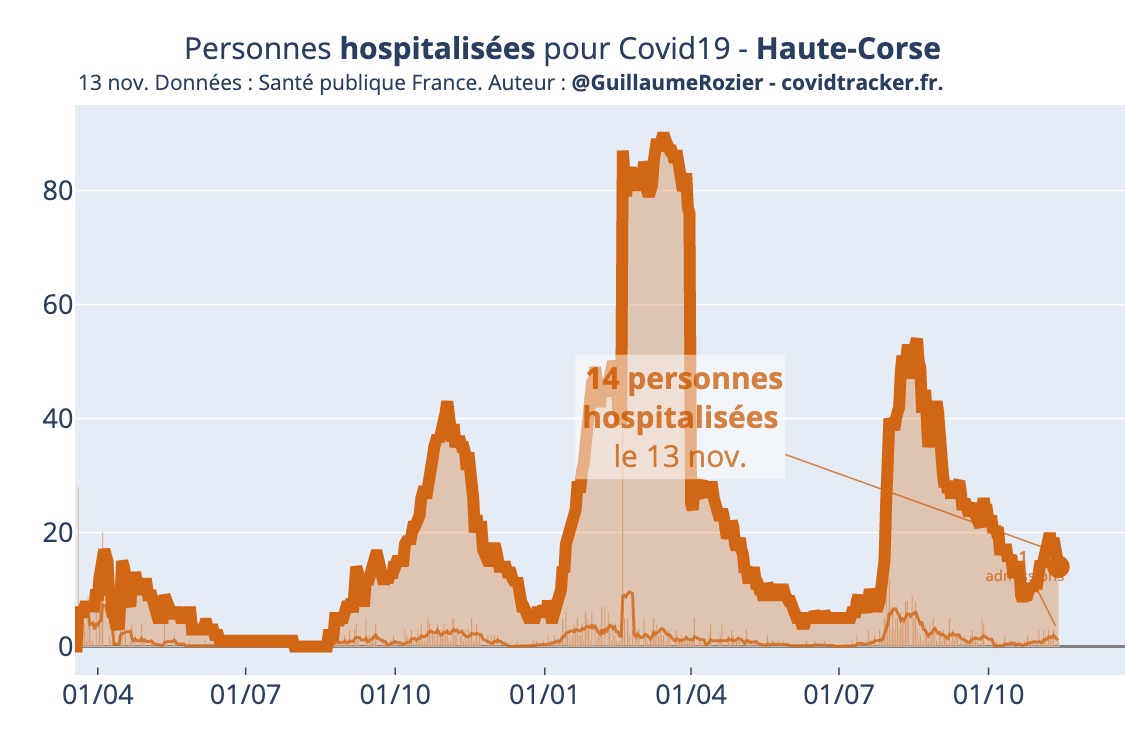 Personnes hospitalisées pour Covid19 - Haute-Corse
13 nov. Données : Santé publique France. Auteur : @GuillaumeRozier - covidtracker.fr.
80
60
14 personnes
hospitalisées
le 13 nov.
40
20
1
admissions
0
01/04 01/07 01/10 01/01 01/04 01/07 01/10